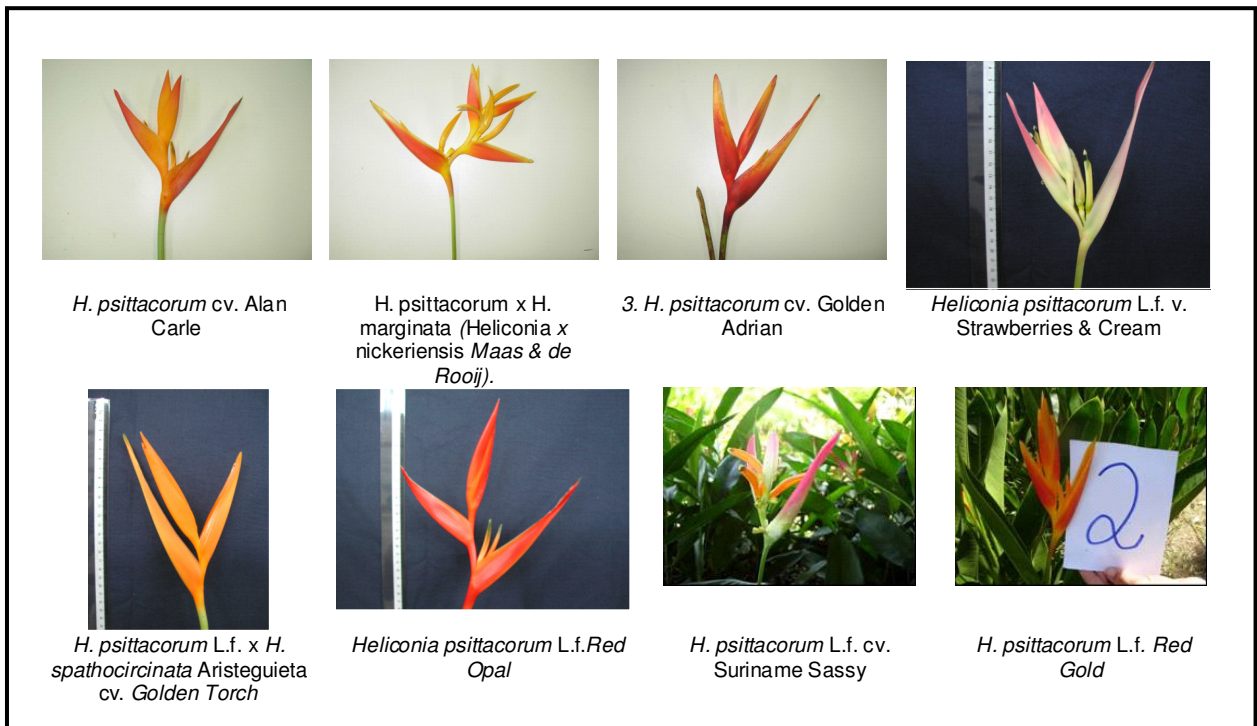 H. psittacorum cv. Alan
Carle
H. psittacorum x H.
marginata (Heliconia x
nickeriensis Maas & de
Rooij).
3. H. psittacorum cv. Golden
Adrian
Heliconia psittacorum L.f. v.
Strawberries & Cream
H. psittacorum L.f. x H.
spathocircinata Aristeguieta
cv. Golden Torch
Heliconia psittacorum L.f.Red
Opal
H. psittacorum L.f. cv.
Suriname Sassy
2
H. psittacorum L.f. Red
Gold